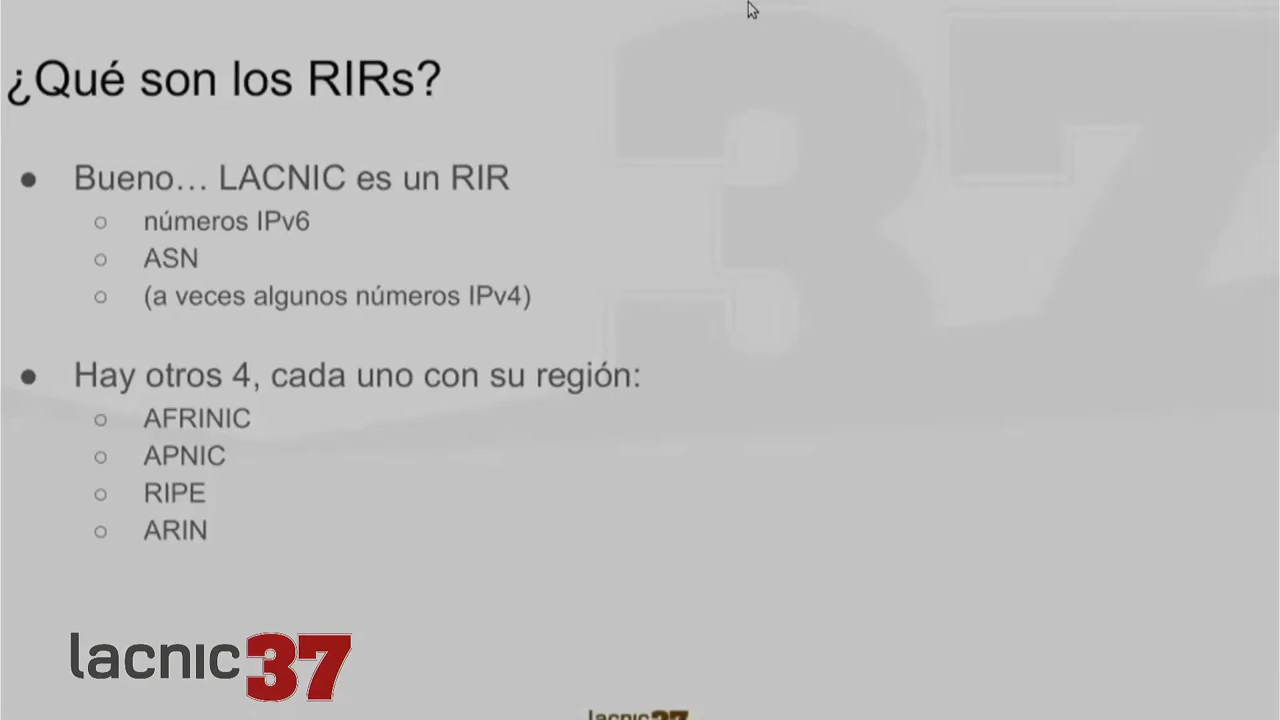 ¿Qué son los RIRs?
● Bueno… LACNIC es un RIR
○ números IPv6
○ ASN
○ (a veces algunos números IPv4)
● Hay otros 4, cada uno con su región:
○ AFRINIC
○ APNIC
○ RIPE
○ ARIN
lacnic37
lacnic37